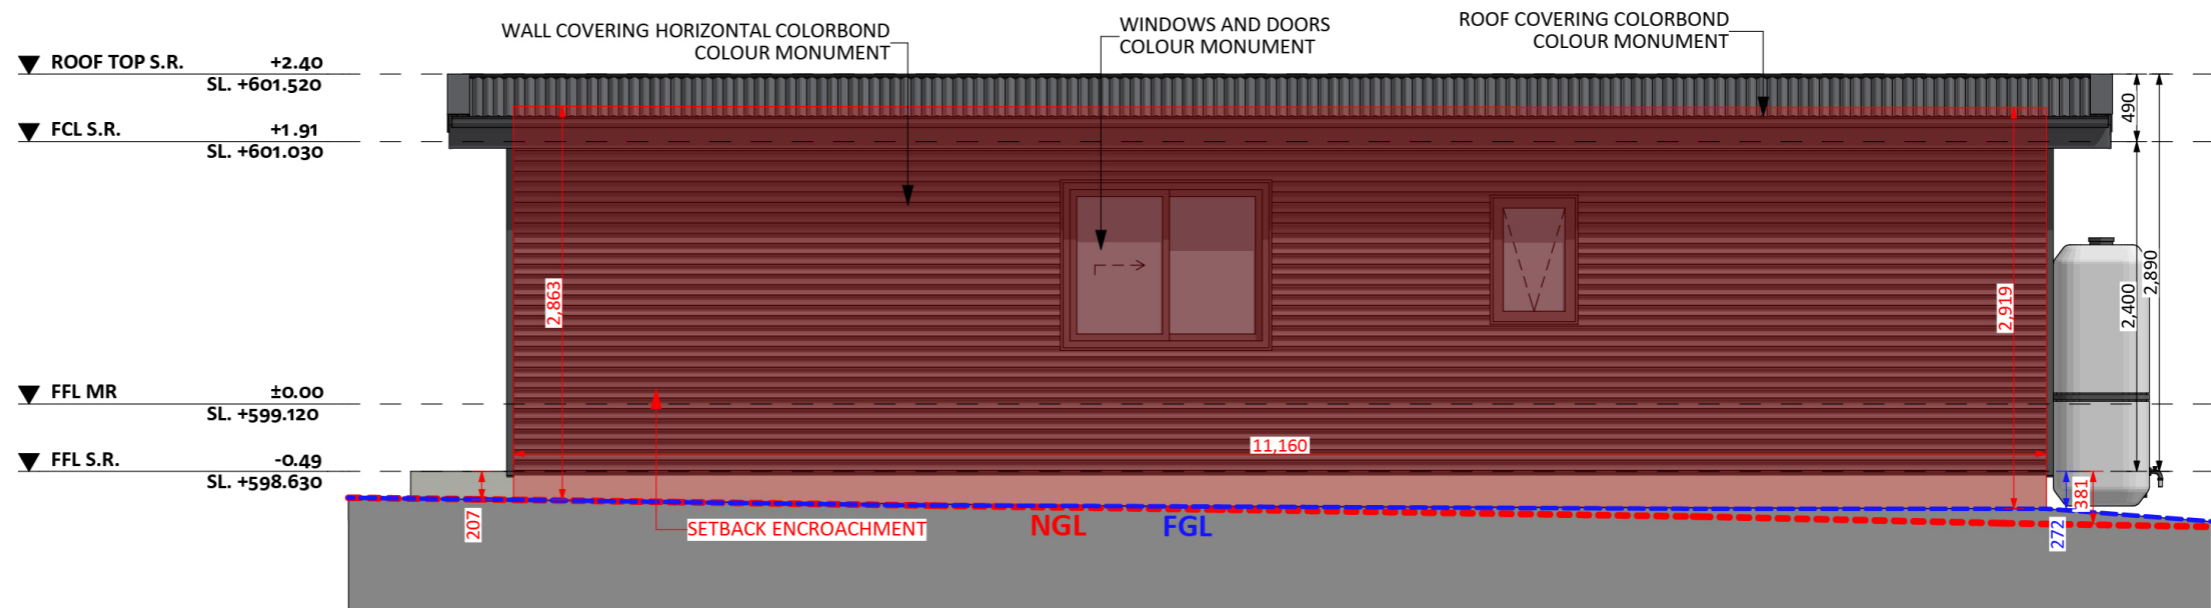 WALL COVERING HORIZONTAL COLORBOND
COLOUR MONUMENT
WINDOWS AND DOORS
COLOUR MONUMENT
ROOF COVERING COLORBOND
COLOUR MONUMENT
ROOF TOP S.R. +2.40
SL. +601.520
FCL S.R. +1.91
SL. +601.030
FFL MR ±0.00
SL. +599.120
FFL S.R. -0.49
SL. +598.630
490
2,890
2,400
2,863
2,919
11,160
207
SETBACK ENCROACHMENT
NGL
FGL
381
272